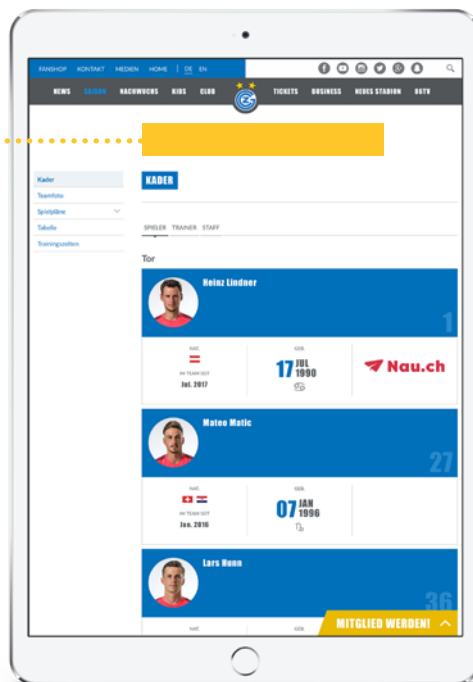 FANSHOP KONTAKT MEDIEN HOME | DE EN
NEWS SAISON NACHWUCHS KIDS CLUB TICKETS BUSINESS NEUES STADION GCTV
Kader
Teamfoto
Spielpläne
Tabelle
Trainingszeiten
KADER
SPIELER TRAINER STAFF
Tor
Heinz Lindner
1
NAT.
IM TEAM SEIT
Jul. 2017
GEB.
17 JUL 1990
Nau.ch
Mateo Matic
27
NAT.
IM TEAM SEIT
Jan. 2016
GEB.
07 JAN 1996
Lars Hunn
36
NAT.
GEB.
MITGLIED WERDEN!